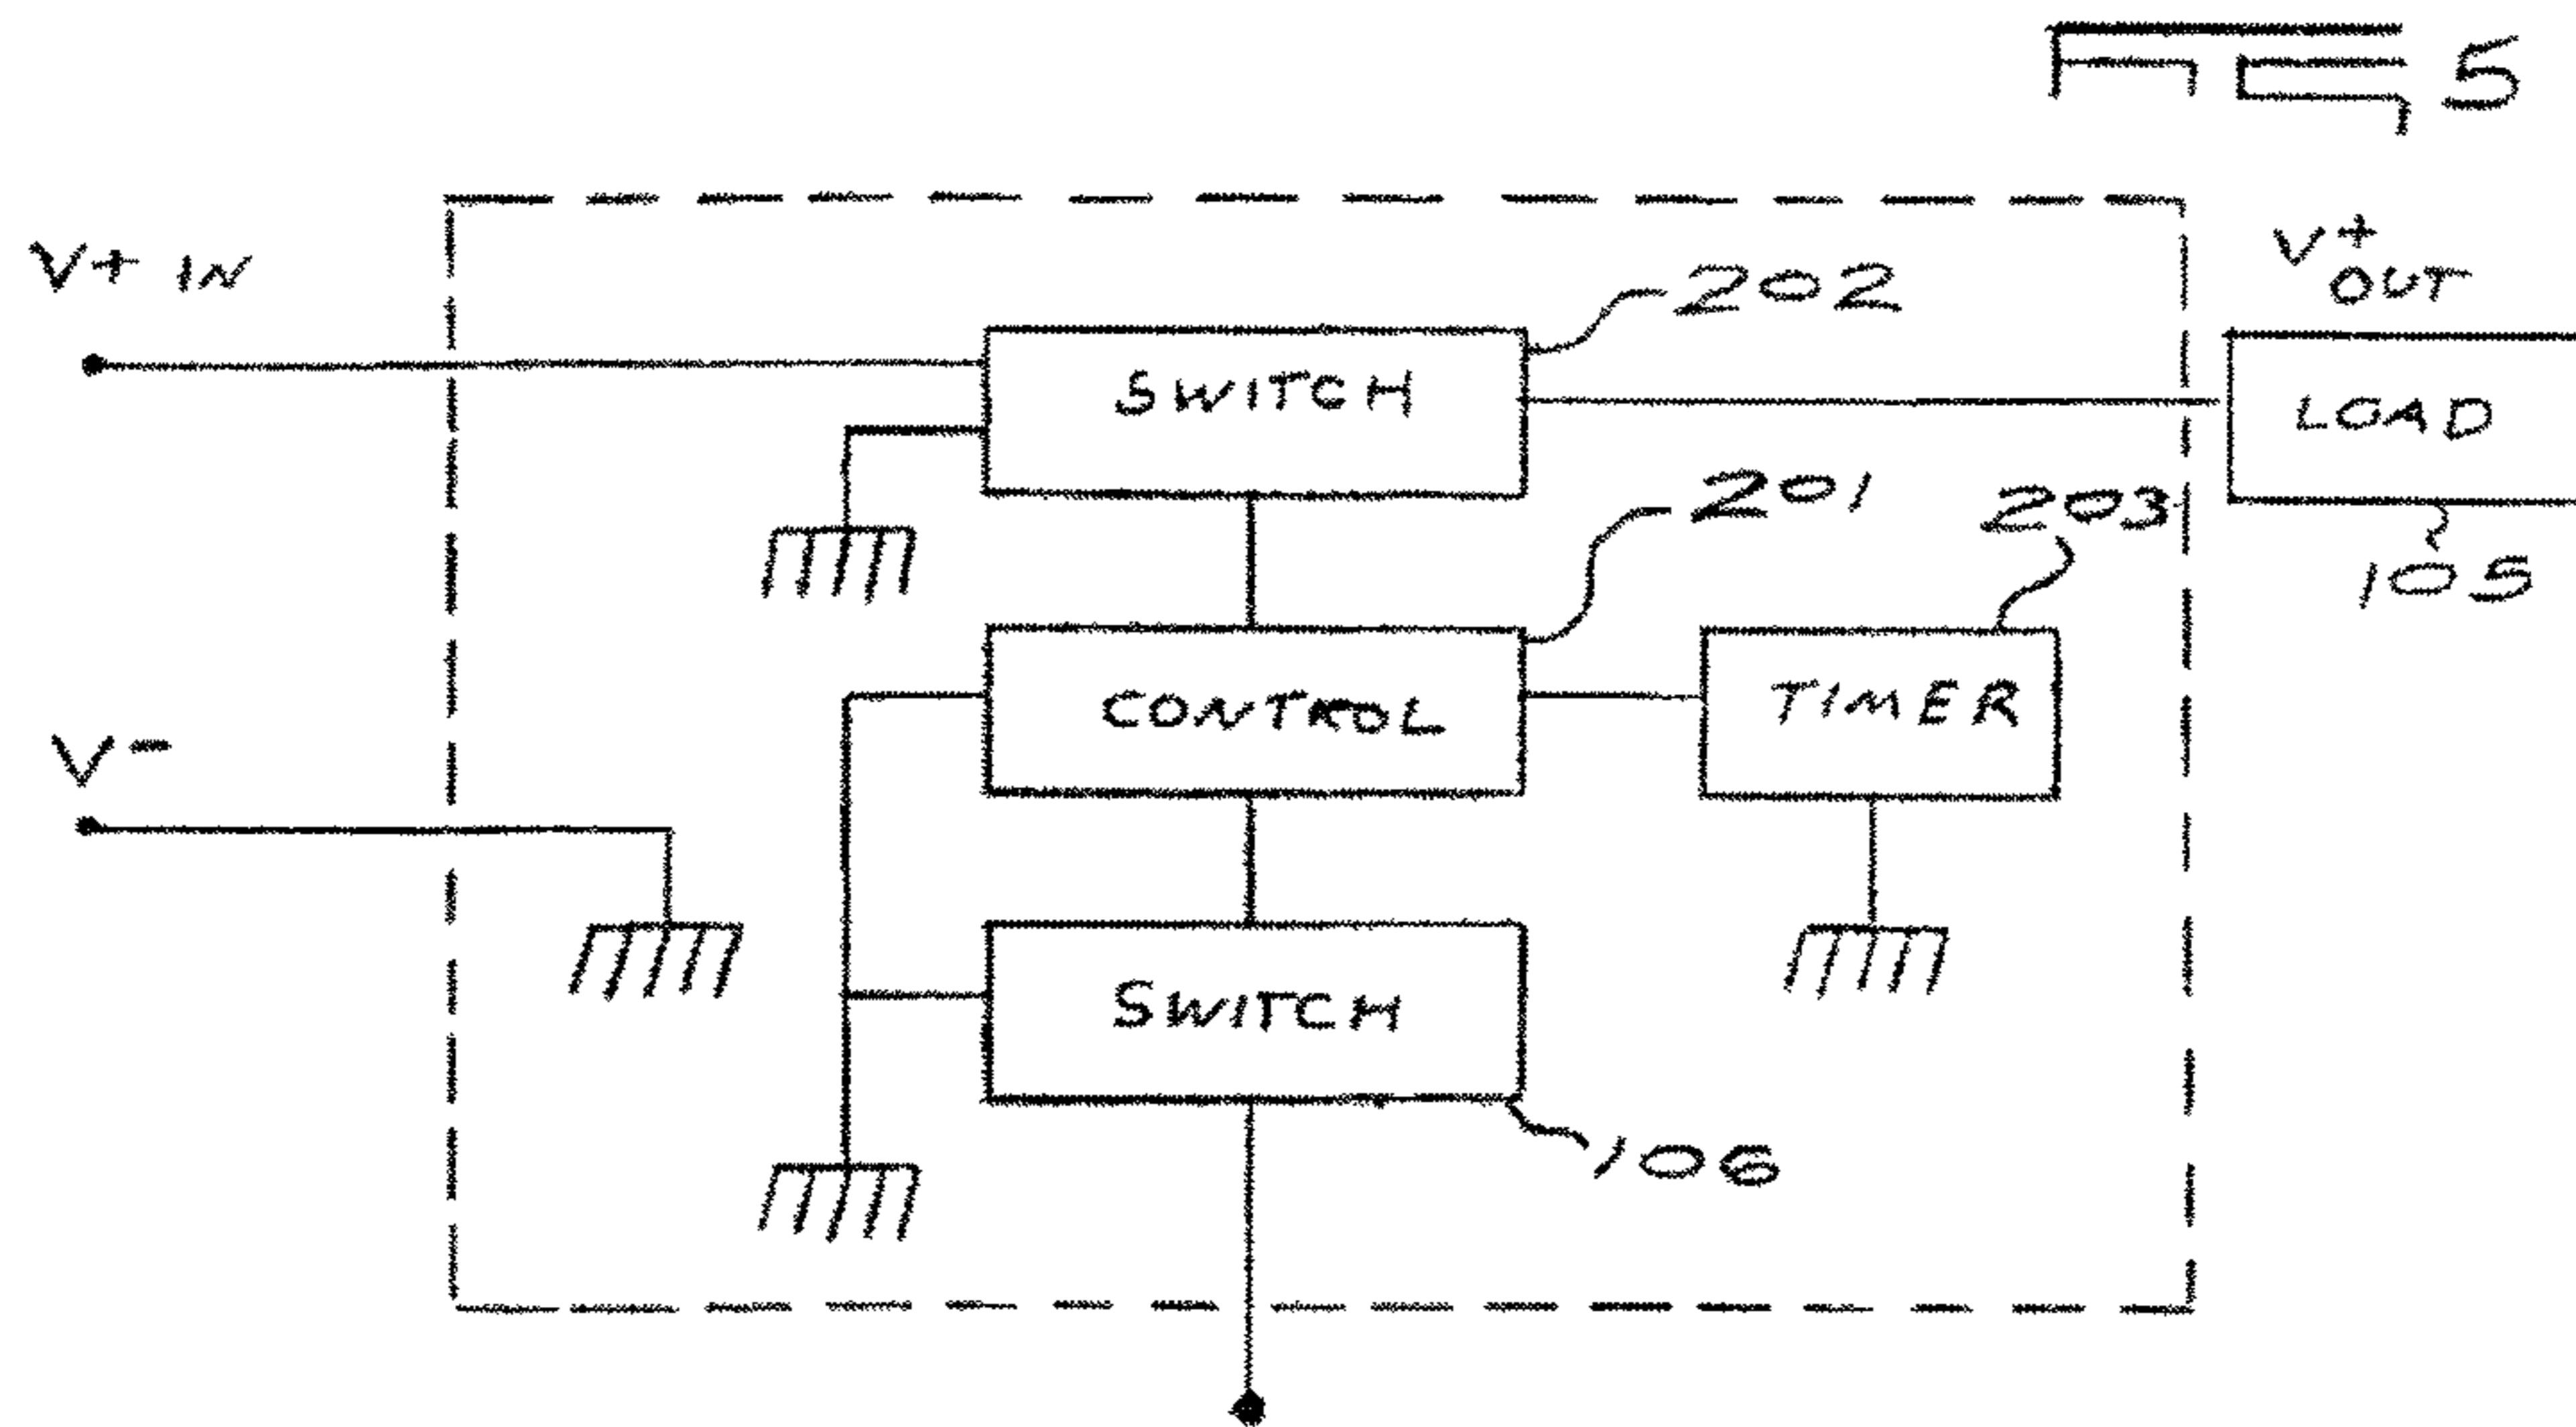 FIG 5
V+ IN
202
V+
OUT
SWITCH
LOAD
201
203
105
CONTROL
TIMER
V-
SWITCH
106